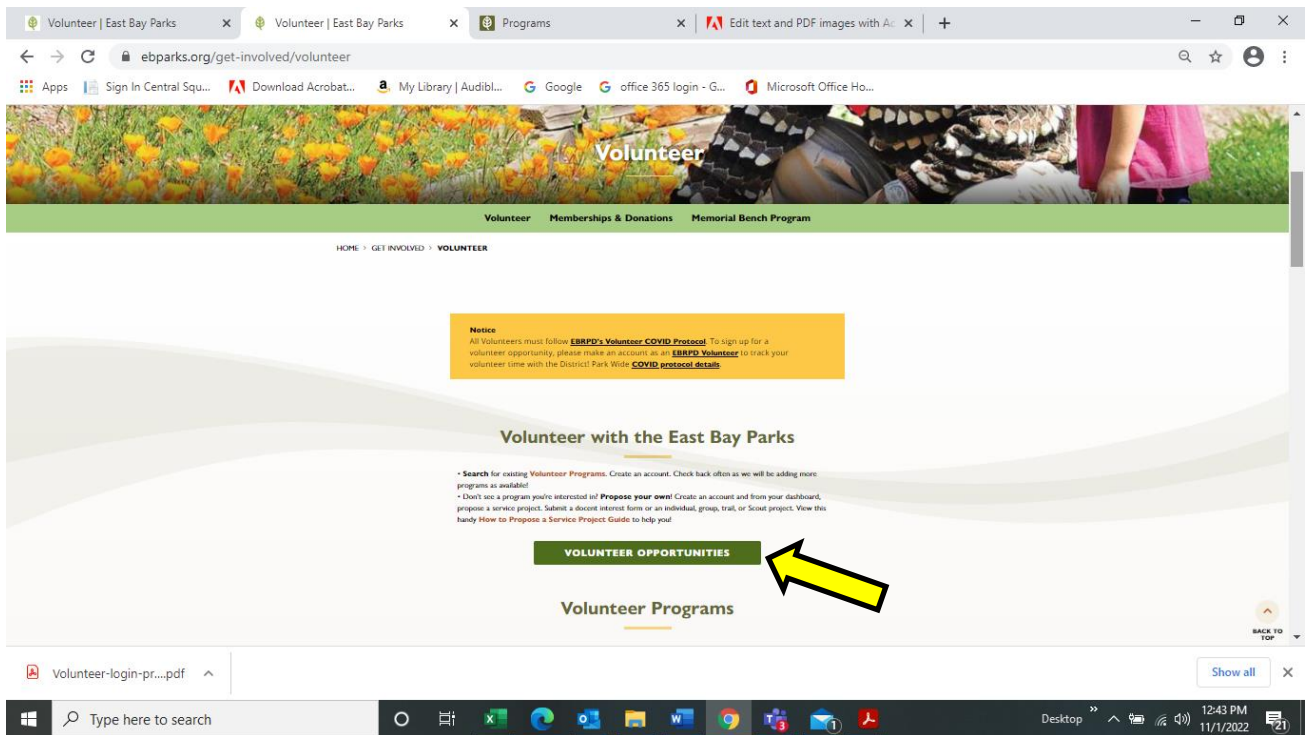 Volunteer | East Bay Parks
Volunteer | East Bay Parks
Programs
Edit text and PDF images with Ac
ebparks.org/get-involved/volunteer
Apps
Sign In Central Squ...
Download Acrobat...
My Library | Audibl...
Google
office 365 login - G...
Microsoft Office Ho...
Volunteer
Volunteer Memberships & Donations Memorial Bench Program
HOME > GET INVOLVED > VOLUNTEER
Notice
All Volunteers must follow EBRPD's Volunteer COVID Protocol. To sign up for a
volunteer opportunity, please make an account as an EBRPD Volunteer to track your
volunteer time with the District! Park Wide COVID protocol details.
Volunteer with the East Bay Parks
• Search for existing Volunteer Programs. Create an account. Check back often as we will be adding more
programs as available!
• Don't see a program you're interested in? Propose your own! Create an account and from your dashboard,
propose a service project. Submit a docent interest form or an individual, group, trail, or Scout project. View this
handy How to Propose a Service Project Guide to help you!
VOLUNTEER OPPORTUNITIES
Volunteer Programs
BACK TO
TOP
Volunteer-login-pr....pdf
Show all
Type here to search
3
1
Desktop
12:43 PM
11/1/2022
21